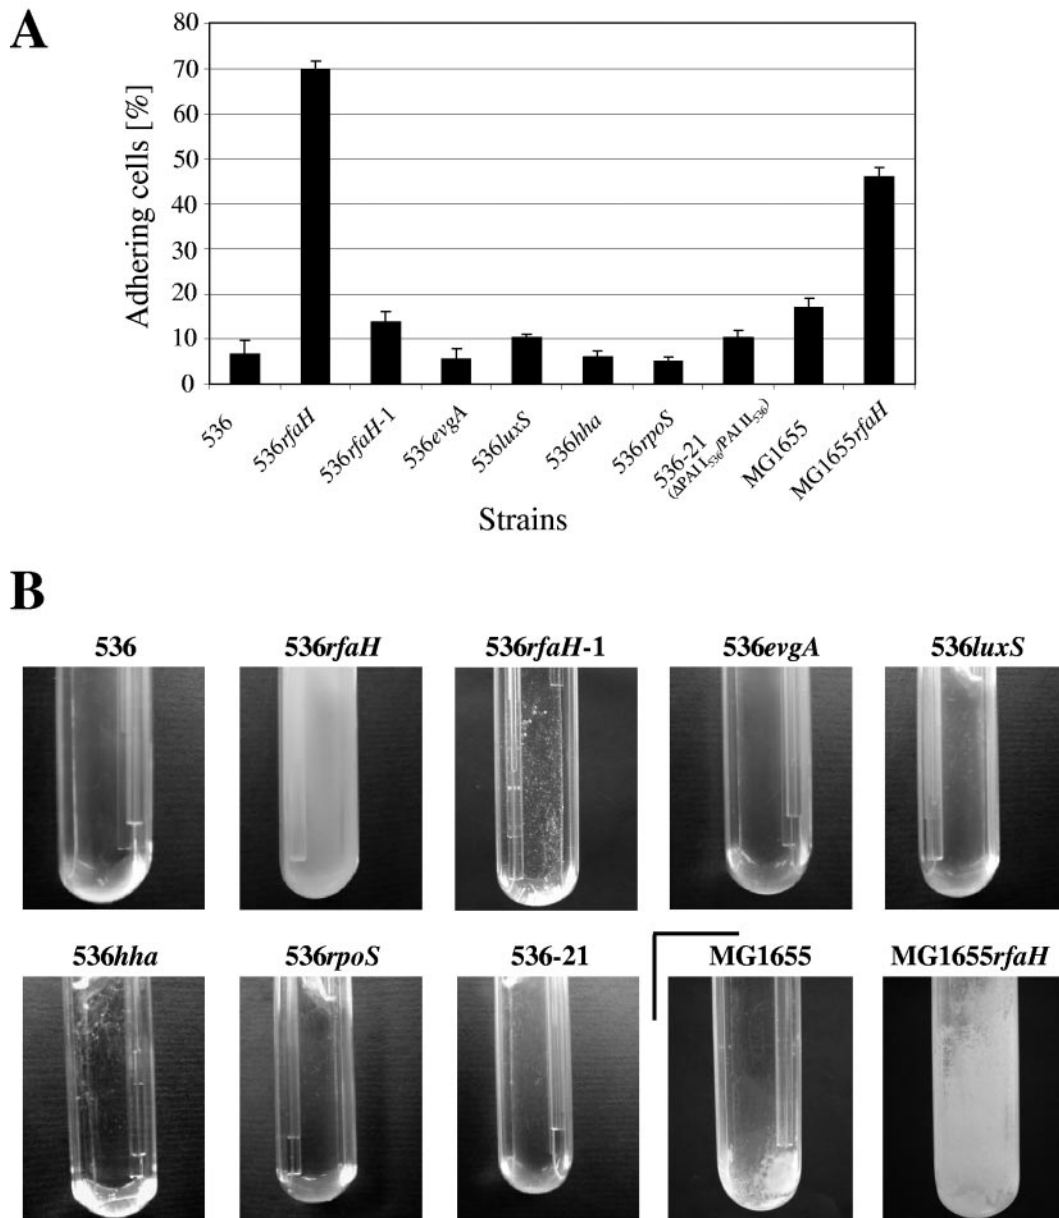 A
80
70
60
50
40
30
20
10
0
Adhering cells [%]
536
536rfaH
536rfaH-1
536evgA
536luxS
536hha
536rpoS
536-21
(ΔPAI I536/PAI II536)
MG1655
MG1655rfaH
Strains
B
536 536rfaH 536rfaH-1 536evgA 536luxS
536hha 536rpoS 536-21 MG1655 MG1655rfaH